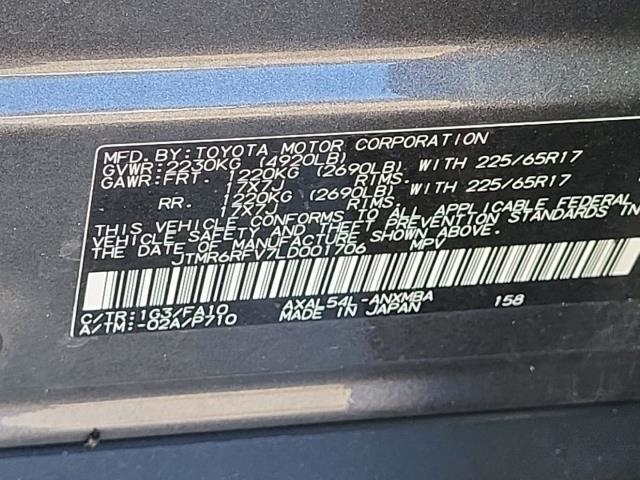 MFD. BY: TOYOTA MOTOR CORPORATION
GVWR: 2230KG (4920LB)
GAWR: FRT. 1220KG (2690LB) WITH 225/65R17
17X7J RIMS.
RR. 1220KG (2690LB) WITH 225/65R17
17X7J RIMS.
THIS VEHICLE CONFORMS TO ALL APPLICABLE FEDERAL
VEHICLE SAFETY AND THEFT PREVENTION STANDARDS IN
THE DATE OF MANUFACTURE SHOWN ABOVE.
JTMR6RFV7LD001706 MPV
C/TR: 1G3/FA10 AXAL54L-ANXMBA 158
A/TM: -02A/P710 MADE IN JAPAN